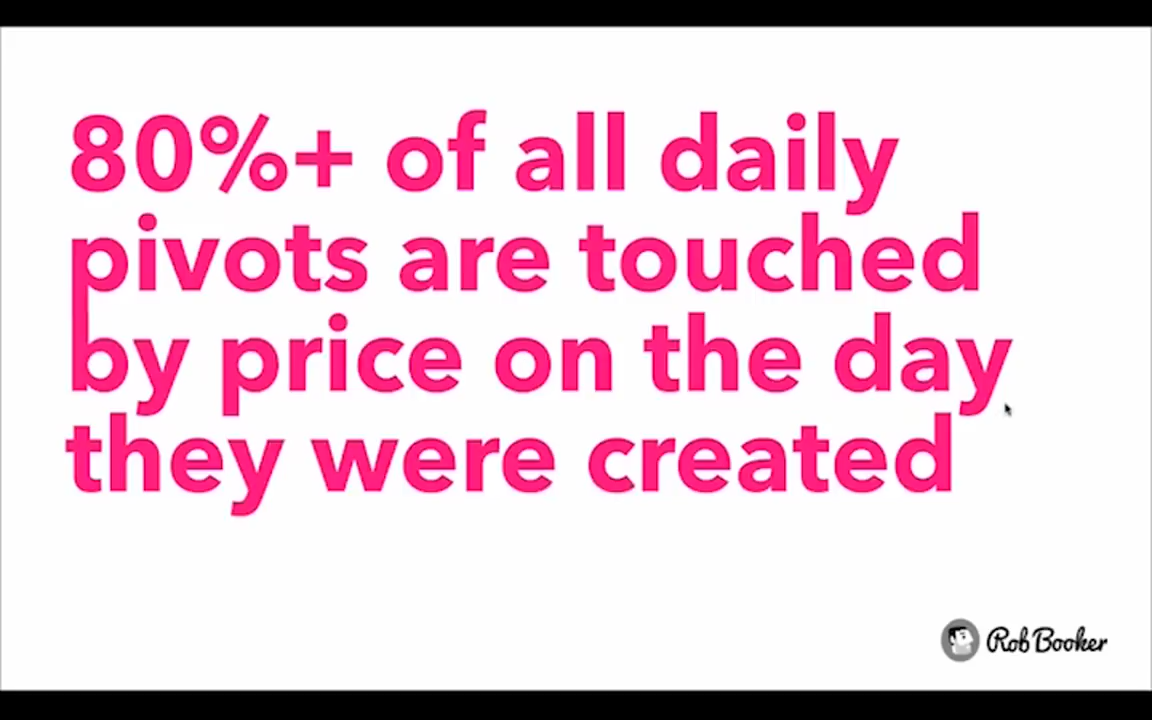 80%+ of all daily
pivots are touched
by price on the day
they were created
Rob Booker